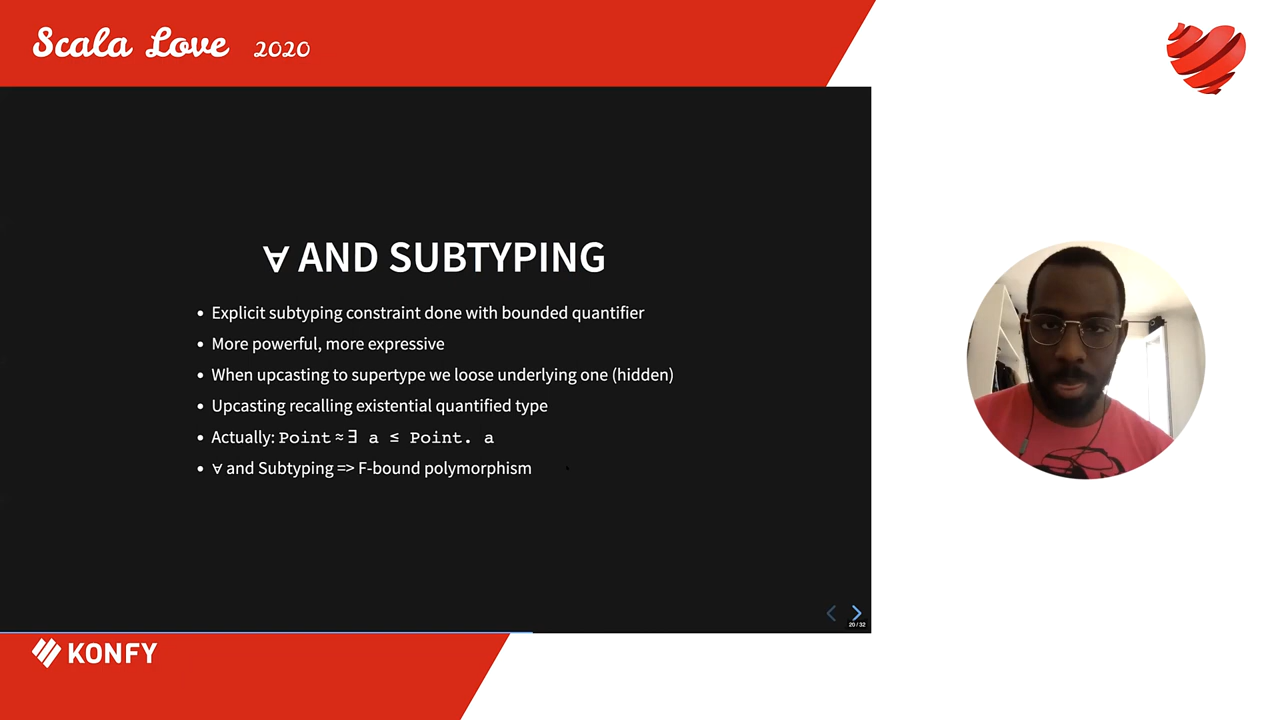 Scala Love 2020
∀ AND SUBTYPING
• Explicit subtyping constraint done with bounded quantifier
• More powerful, more expressive
• When upcasting to supertype we loose underlying one (hidden)
• Upcasting recalling existential quantified type
• Actually: Point ≈ ∃ a ≤ Point. a
• ∀ and Subtyping => F-bound polymorphism
20 / 32
KONFY